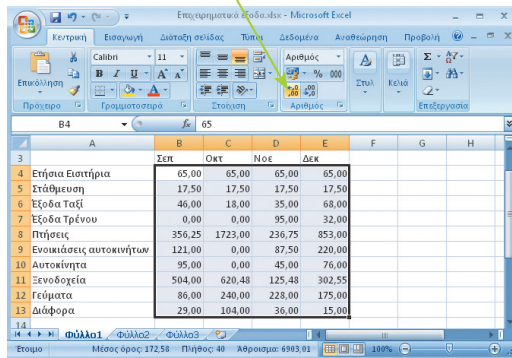 Επιχειρηματικά έξοδα.xlsx - Microsoft Excel
Κεντρική Εισαγωγή Διάταξη σελίδας Τύποι Δεδομένα Αναθεώρηση Προβολή
Calibri 11 Αριθμός Σ
Επικόλληση B I U A A % 000 Στυλ Κελιά
Πρόχειρο Γραμματοσειρά Στοίχιση Αριθμός Επεξεργασία
B4 fx 65
A B C D E F G H
3 Σεπ Οκτ Νοε Δεκ
4 Ετήσια Εισιτήρια 65,00 65,00 65,00 65,00
5 Στάθμευση 17,50 17,50 17,50 17,50
6 Έξοδα Ταξί 46,00 18,00 35,00 68,00
7 Έξοδα Τρένου 0,00 0,00 95,00 32,00
8 Πτήσεις 356,25 1723,00 236,75 853,00
9 Ενοικιάσεις αυτοκινήτων 121,00 0,00 87,50 220,00
10 Αυτοκίνητα 95,00 0,00 45,00 76,00
11 Ξενοδοχεία 504,00 620,48 125,48 302,55
12 Γεύματα 86,00 240,00 228,00 175,00
13 Διάφορα 29,00 104,00 36,00 15,00
14
Φύλλο1 Φύλλο2 Φύλλο3
Έτοιμο Μέσος όρος: 172,58 Πλήθος: 40 Άθροισμα: 6903,01 100%